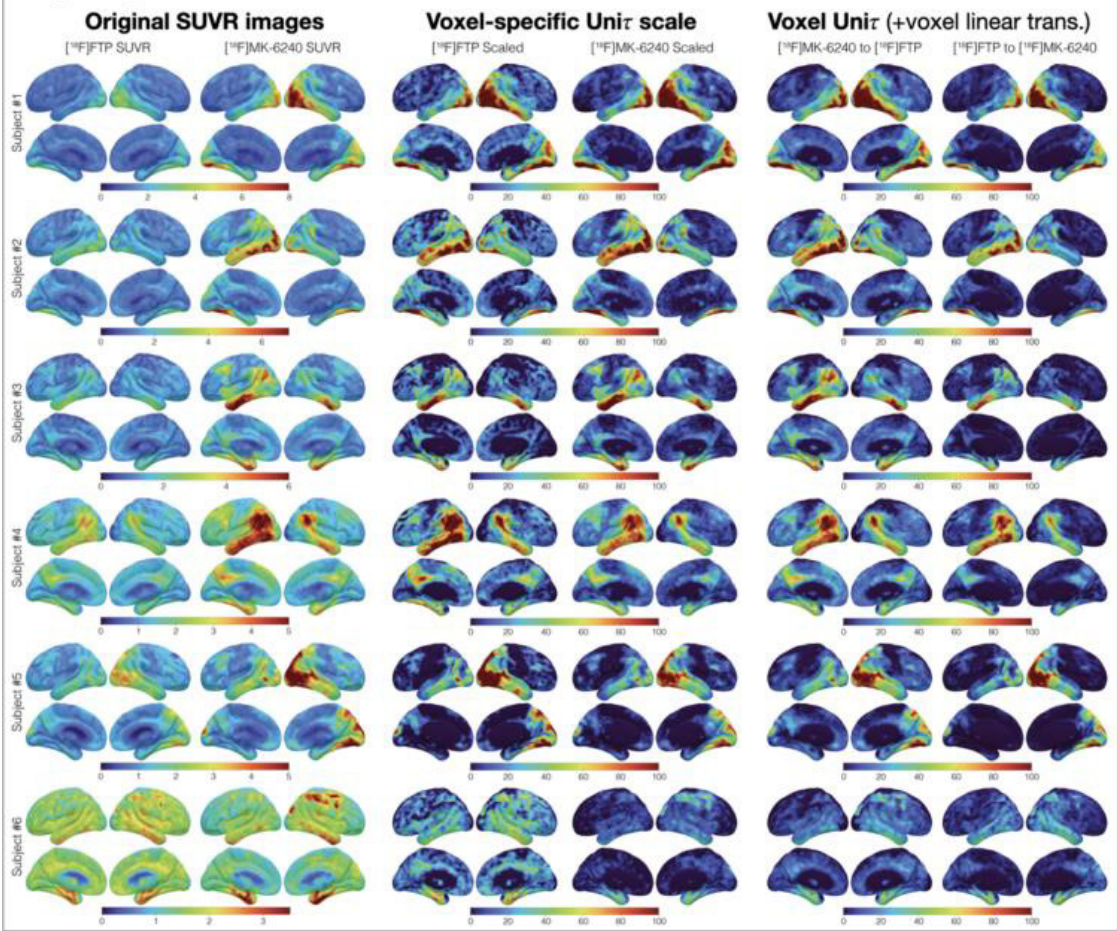 Original SUVR images Voxel-specific Uniτ scale Voxel Uniτ (+voxel linear trans.)
[¹⁸F]FTP SUVR [¹⁸F]MK-6240 SUVR [¹⁸F]FTP Scaled [¹⁸F]MK-6240 Scaled [¹⁸F]MK-6240 to [¹⁸F]FTP [¹⁸F]FTP to [¹⁸F]MK-6240
Subject #1
0 2 4 6 8 0 20 40 60 80 100 0 20 40 60 80 100
Subject #2
0 2 4 6 0 20 40 60 80 100 0 20 40 60 80 100
Subject #3
0 2 4 6 0 20 40 60 80 100 0 20 40 60 80 100
Subject #4
0 1 2 3 4 5 0 20 40 60 80 100 0 20 40 60 80 100
Subject #5
0 1 2 3 4 5 0 20 40 60 80 100 0 20 40 60 80 100
Subject #6
0 1 2 3 0 20 40 60 80 100 0 20 40 60 80 100